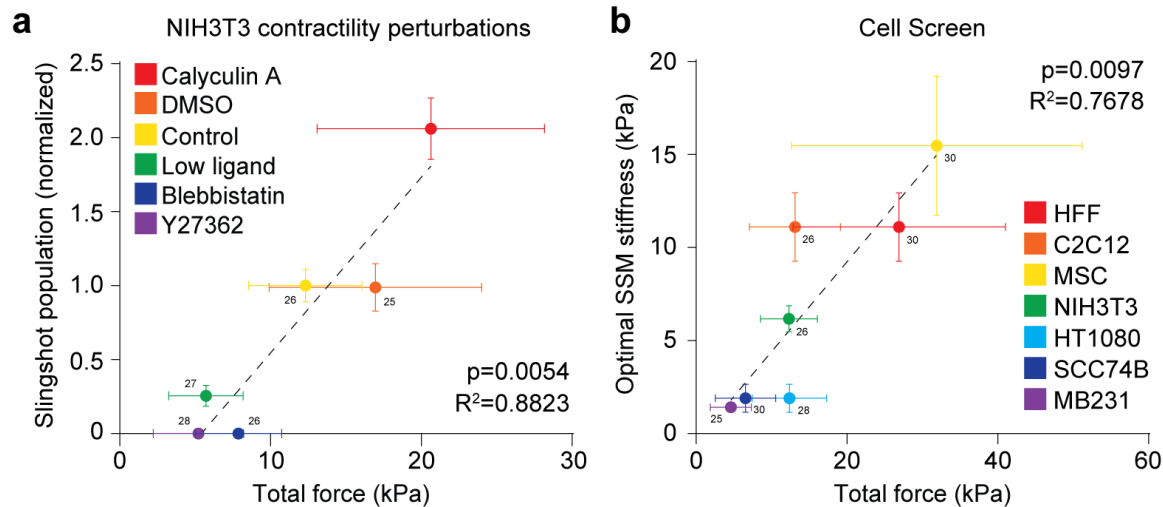 a
NIH3T3 contractility perturbations
Slingshot population (normalized)
2.5
2.0
1.5
1.0
0.5
0
Calyculin A
DMSO
Control
Low ligand
Blebbistatin
Y27362
26
25
27
28
26
p=0.0054
R²=0.8823
0
10
20
30
Total force (kPa)
b
Cell Screen
Optimal SSM stiffness (kPa)
20
15
10
5
0
p=0.0097
R²=0.7678
30
26
30
26
25
30
28
HFF
C2C12
MSC
NIH3T3
HT1080
SCC74B
MB231
0
20
40
60
Total force (kPa)